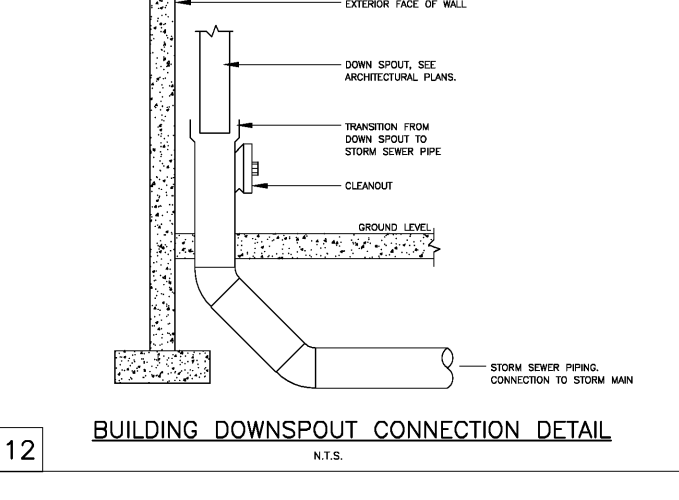 EXTERIOR FACE OF WALL
DOWN SPOUT, SEE
ARCHITECTURAL PLANS.
TRANSITION FROM
DOWN SPOUT TO
STORM SEWER PIPE
CLEANOUT
GROUND LEVEL
STORM SEWER PIPING.
CONNECTION TO STORM MAIN
12
BUILDING DOWNSPOUT CONNECTION DETAIL
N.T.S.